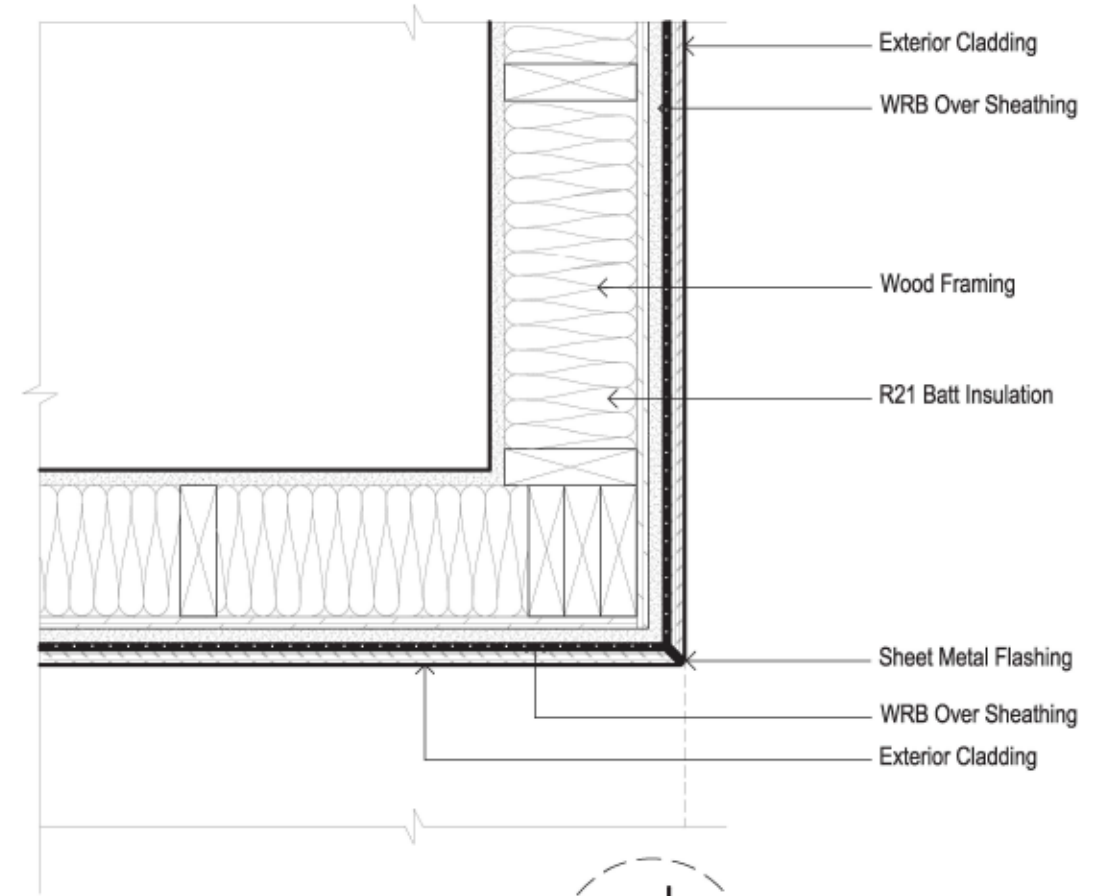 Exterior Cladding
WRB Over Sheathing
Wood Framing
R21 Batt Insulation
Sheet Metal Flashing
WRB Over Sheathing
Exterior Cladding